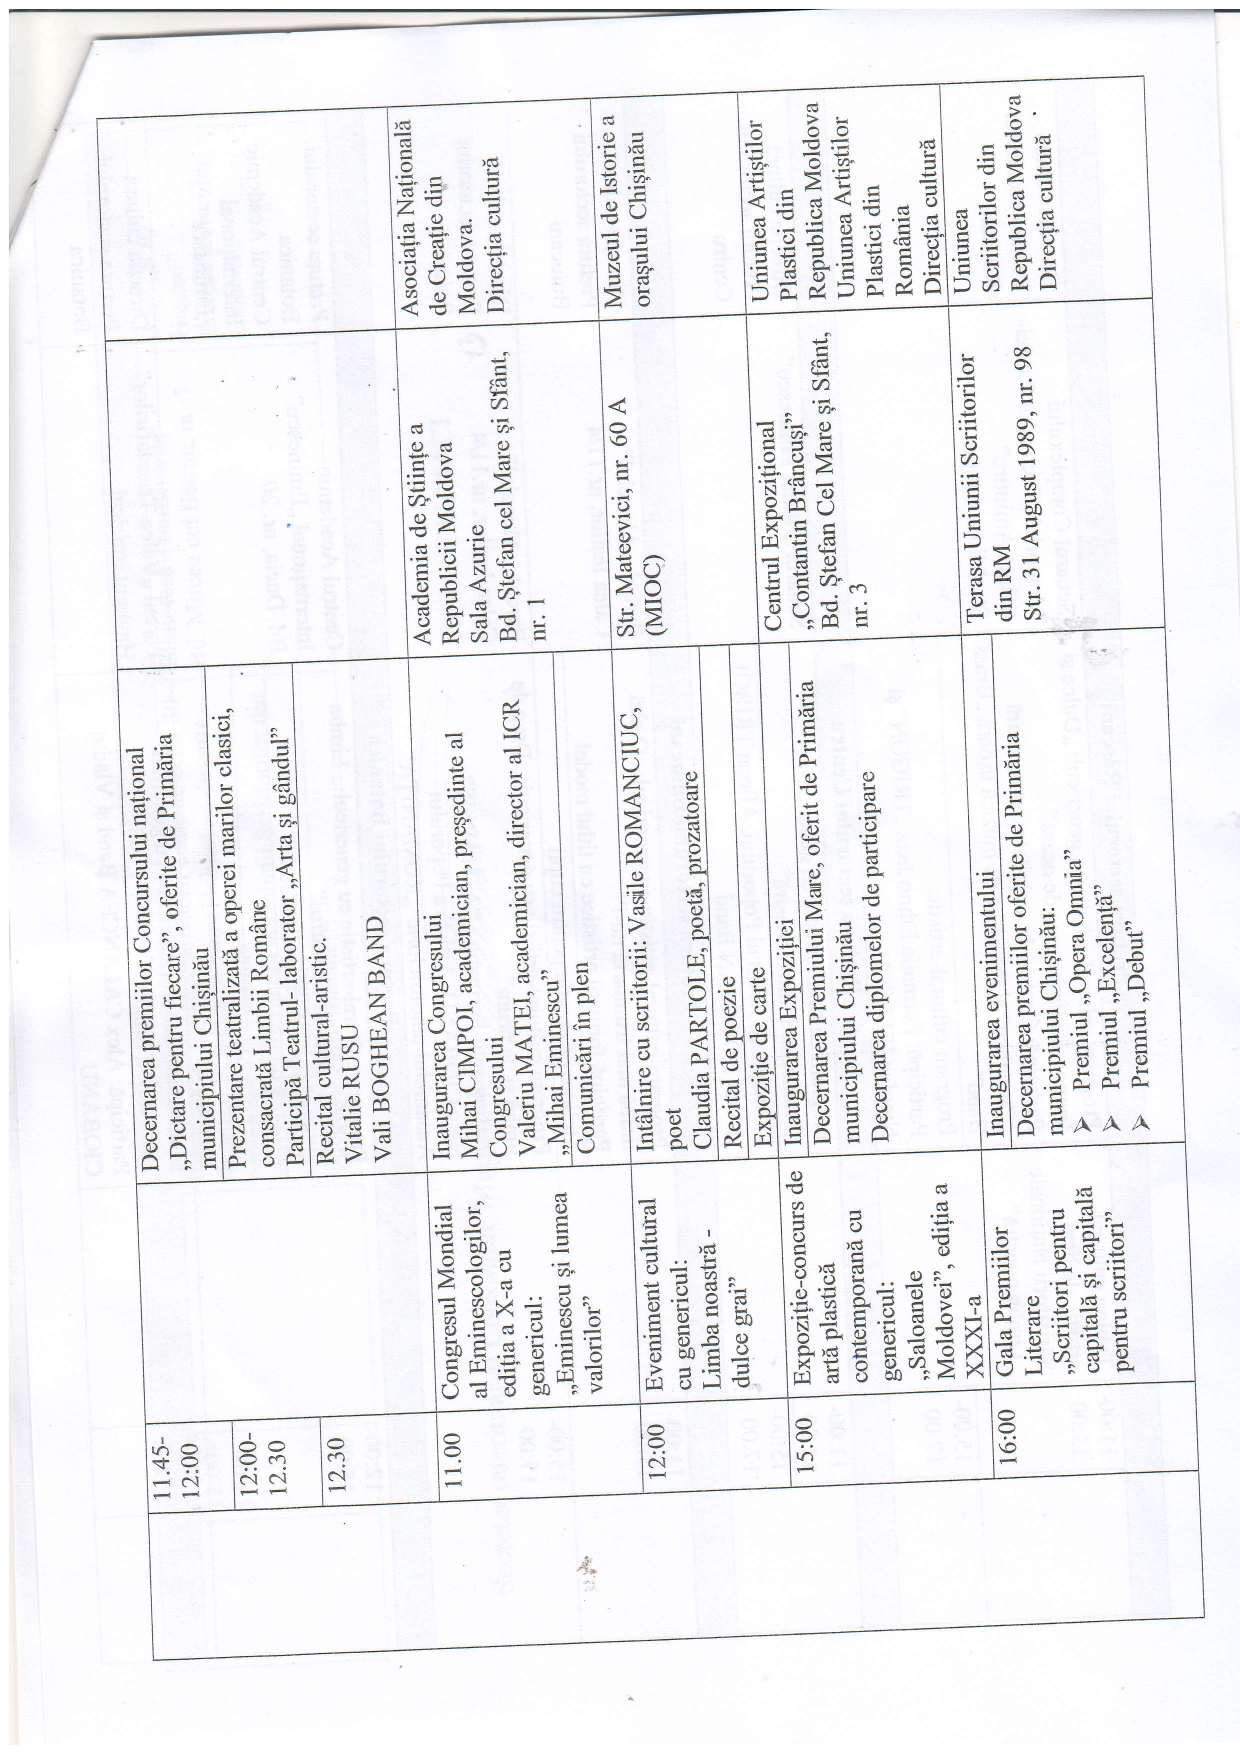 11.45-
12:00
Decernarea premiilor Concursului național
„Dictare pentru fiecare”, oferite de Primăria
municipiului Chișinău
12:00-
12.30
Prezentare teatralizată a operei marilor clasici,
consacrată Limbii Române
Participă Teatrul- laborator „Arta și gândul”
12.30
Recital cultural-aristic.
Vitalie RUSU
Vali BOGHEAN BAND
11.00
Congresul Mondial
al Eminescologilor,
ediția a X-a cu
genericul:
„Eminescu și lumea
valorilor”
Inaugurarea Congresului
Mihai CIMPOI, academician, președinte al
Congresului
Valeriu MATEI, academician, director al ICR
„Mihai Eminescu”
Comunicări în plen
Academia de Științe a
Republicii Moldova
Sala Azurie
Bd. Ștefan cel Mare și Sfânt,
nr. 1
Asociația Națională
de Creație din
Moldova.
Direcția cultură
12:00
Eveniment cultural
cu genericul:
Limba noastră -
dulce grai”
Intâlnire cu scriitorii: Vasile ROMANCIUC,
poet
Claudia PARTOLE, poetă, prozatoare
Recital de poezie
Expoziție de carte
Str. Mateevici, nr. 60 A
(MIOC)
Muzeul de Istorie a
orașului Chișinău
15:00
Expoziție-concurs de
artă plastică
contemporană cu
genericul:
„Saloanele
Moldovei”, ediția a
XXXI-a
Inaugurarea Expoziției
Decernarea Premiului Mare, oferit de Primăria
municipiului Chișinău
Decernarea diplomelor de participare
Centrul Expozițional
„Contantin Brâncuși”
Bd. Ștefan Cel Mare și Sfânt,
nr. 3
Uniunea Artiștilor
Plastici din
Republica Moldova
Uniunea Artiștilor
Plastici din
România
Direcția cultură
16:00
Gala Premiilor
Literare
„Scriitori pentru
capitală și capitală
pentru scriitori”
Inaugurarea evenimentului
Decernarea premiilor oferite de Primăria
municipiului Chișinău:
➢ Premiul „Opera Omnia”
➢ Premiul „Excelență”
➢ Premiul „Debut”
Terasa Uniunii Scriitorilor
din RM
Str. 31 August 1989, nr. 98
Uniunea
Scriitorilor din
Republica Moldova
Direcția cultură